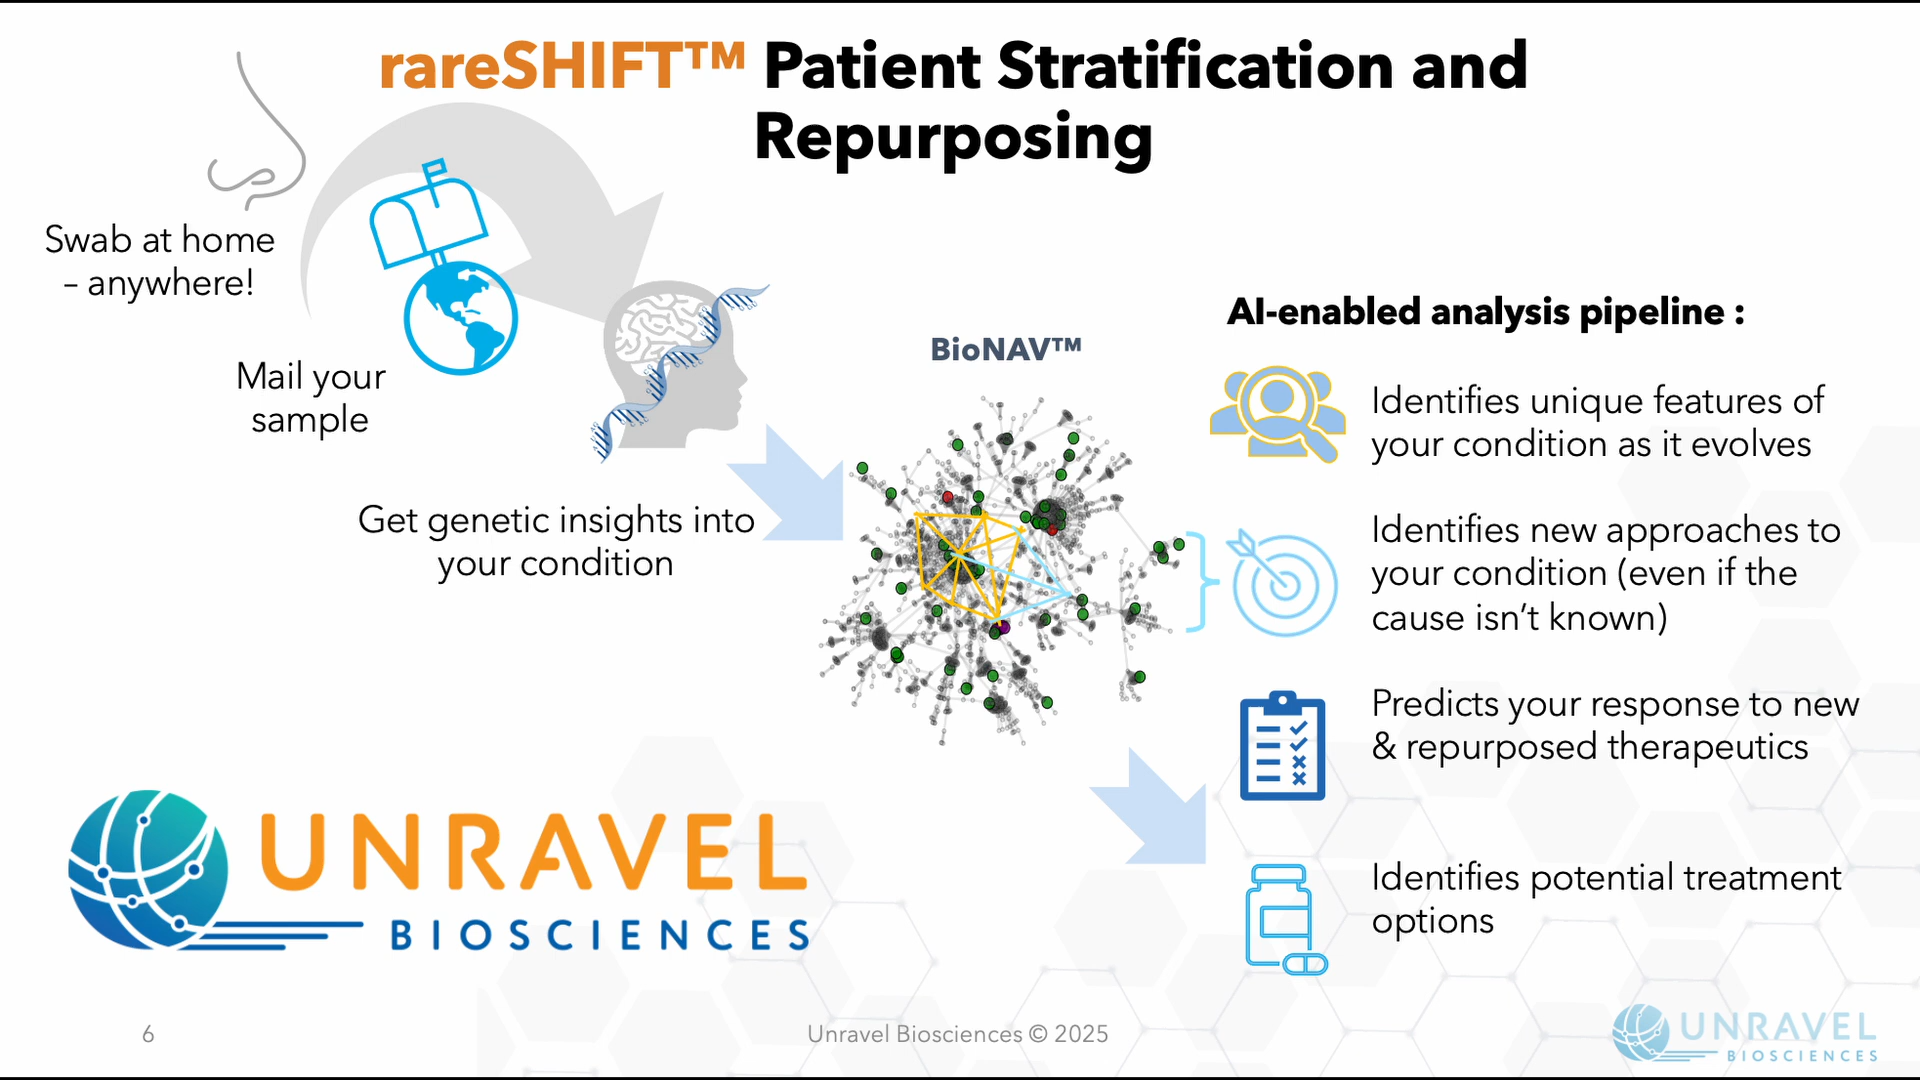 rareSHIFT™ Patient Stratification and
Repurposing
Swab at home
– anywhere!
Mail your
sample
Get genetic insights into
your condition
BioNAV™
AI-enabled analysis pipeline :
Identifies unique features of
your condition as it evolves
Identifies new approaches to
your condition (even if the
cause isn’t known)
Predicts your response to new
& repurposed therapeutics
Identifies potential treatment
options
UNRAVEL
BIOSCIENCES
6
Unravel Biosciences © 2025
UNRAVEL
BIOSCIENCES